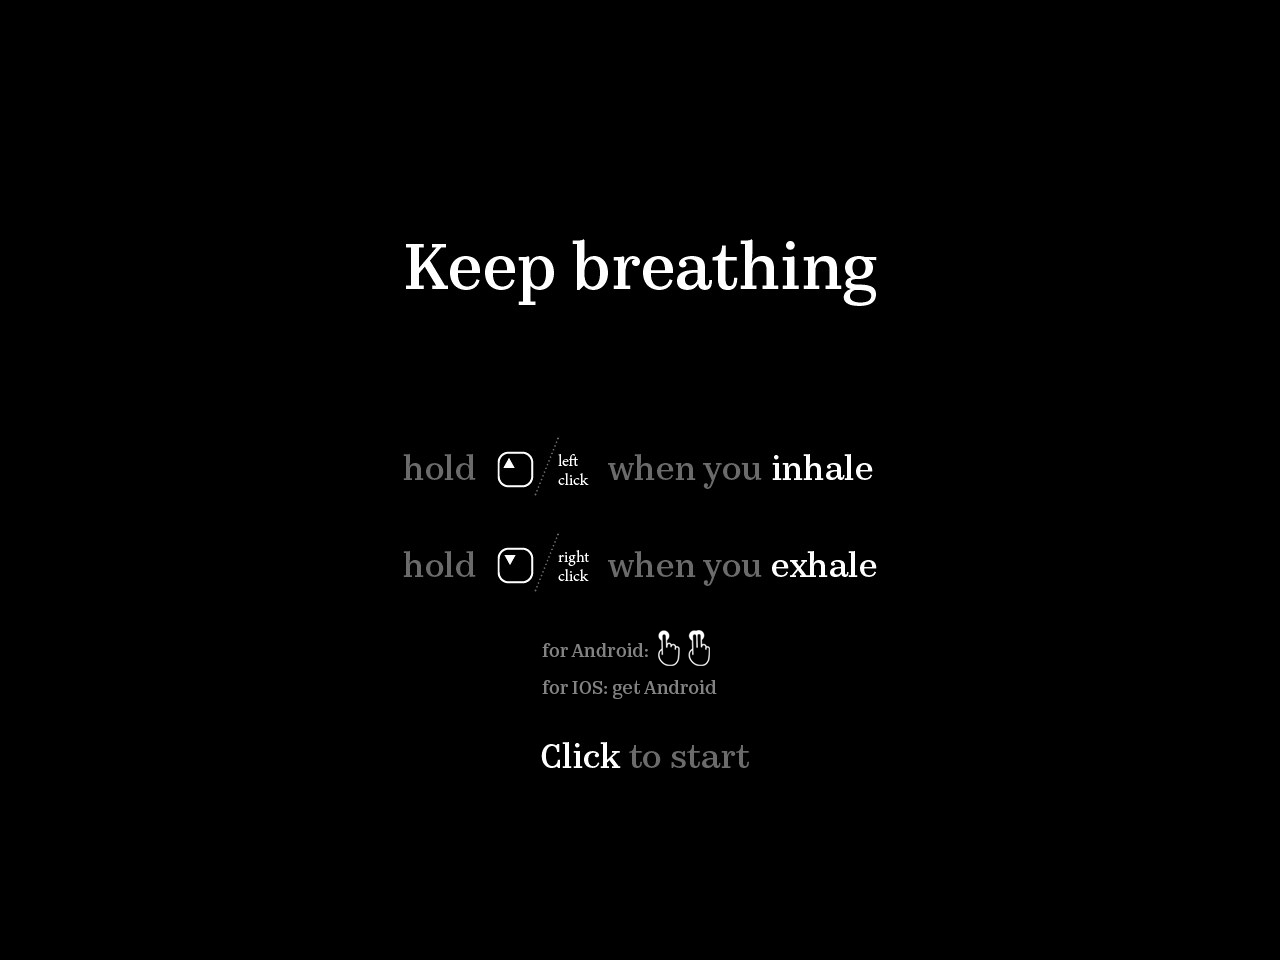 Keep breathing
hold left click when you inhale
hold right click when you exhale
for Android:
for IOS: get Android
Click to start